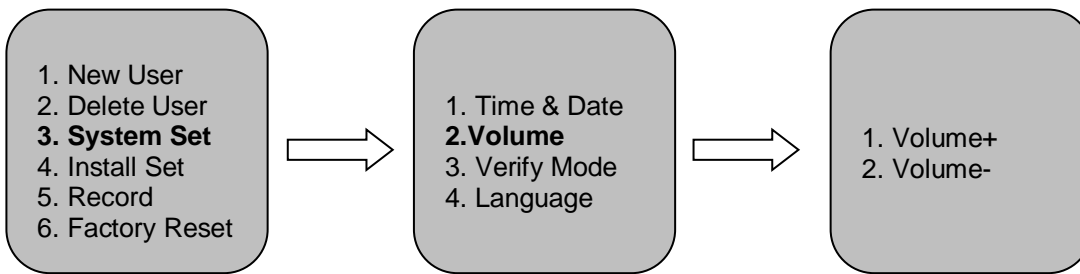 1. New User
2. Delete User
3. System Set
4. Install Set
5. Record
6. Factory Reset
1. Time & Date
2.Volume
3. Verify Mode
4. Language
1. Volume+
2. Volume-